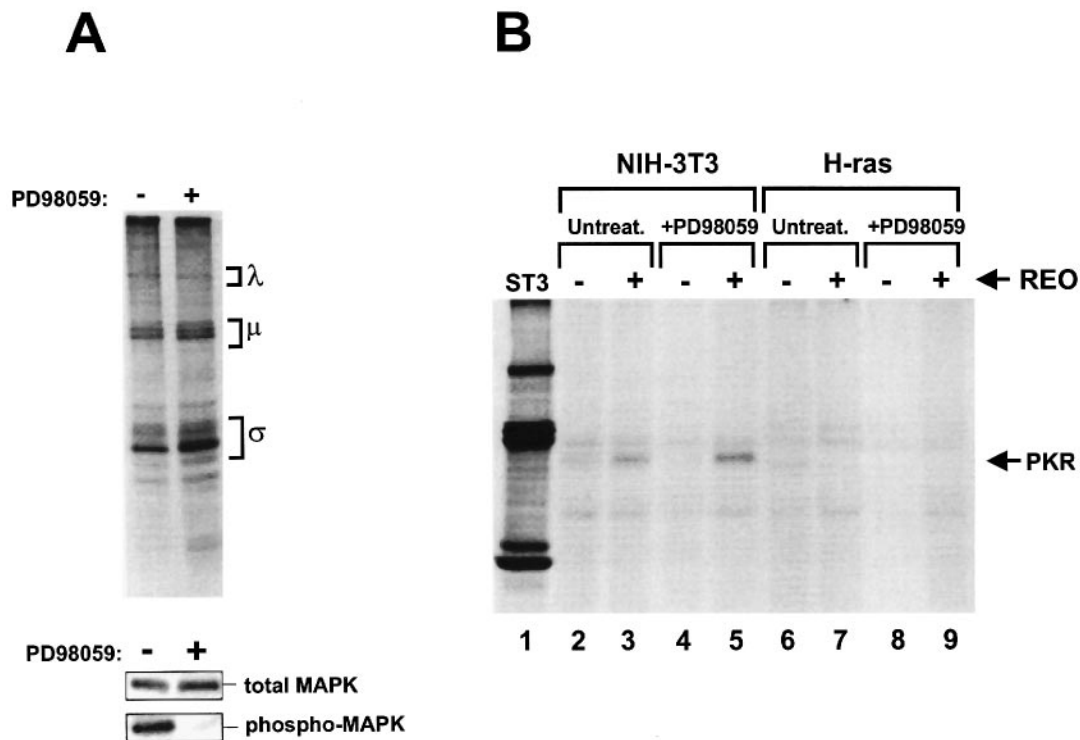 A
PD98059: - +
λ
μ
σ
PD98059: - +
total MAPK
phospho-MAPK
B
NIH-3T3 H-ras
Untreat. +PD98059 Untreat. +PD98059
ST3 - + - + - + - + REO
PKR
1 2 3 4 5 6 7 8 9